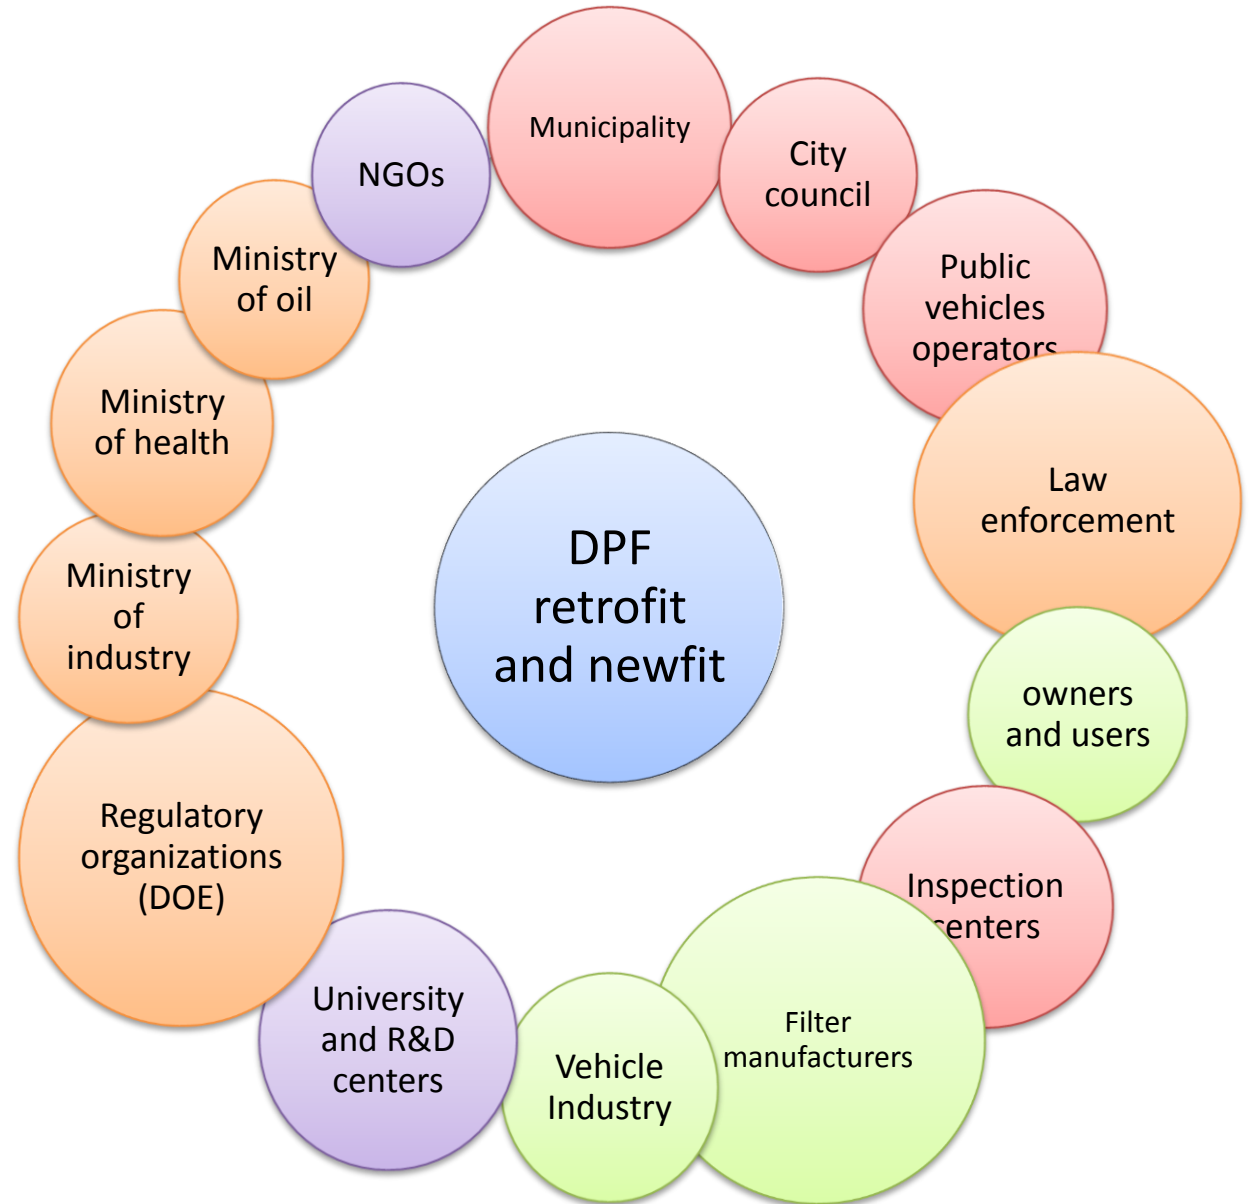 Municipality
City
council
Public
vehicles
operators
Law
enforcement
owners
and users
Inspection
centers
Filter
manufacturers
Vehicle
Industry
University
and R&D
centers
Regulatory
organizations
(DOE)
Ministry
of
industry
Ministry
of health
Ministry
of oil
NGOs
DPF
retrofit
and newfit